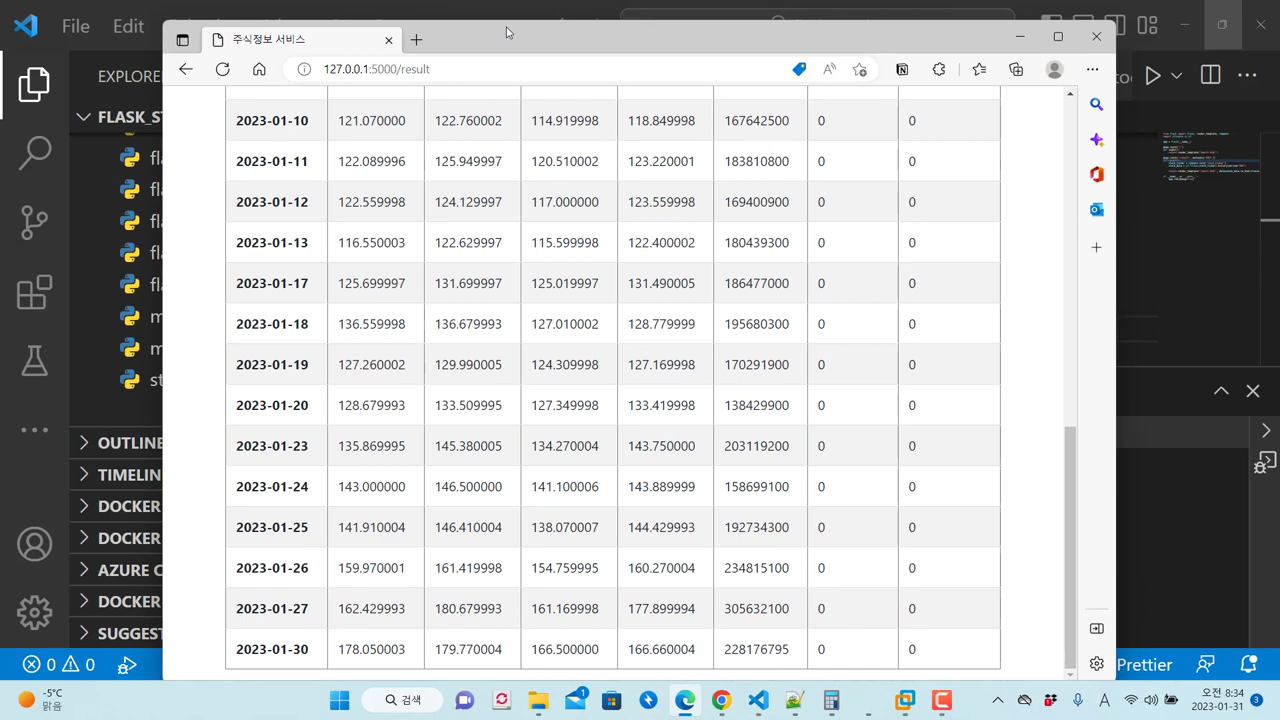 File Edit
주식정보 서비스
127.0.0.1:5000/result
EXPLORE
FLASK_S
fl
fl
fl
fl
fl
m
m
st
OUTLINE
TIMELIN
DOCKER
DOCKER
AZURE C
DOCKER
SUGGEST
2023-01-10 121.070000 122.760002 114.919998 118.849998 167642500 0 0
2023-01-11 122.089996 125.949997 120.510002 123.220001 183810800 0 0
2023-01-12 122.559998 124.129997 117.000000 123.559998 169400900 0 0
2023-01-13 116.550003 122.629997 115.599998 122.400002 180439300 0 0
2023-01-17 125.699997 131.699997 125.019997 131.490005 186477000 0 0
2023-01-18 136.559998 136.679993 127.010002 128.779999 195680300 0 0
2023-01-19 127.260002 129.990005 124.309998 127.169998 170291900 0 0
2023-01-20 128.679993 133.509995 127.349998 133.419998 138429900 0 0
2023-01-23 135.869995 145.380005 134.270004 143.750000 203119200 0 0
2023-01-24 143.000000 146.500000 141.100006 143.889999 158699100 0 0
2023-01-25 141.910004 146.410004 138.070007 144.429993 192734300 0 0
2023-01-26 159.970001 161.419998 154.759995 160.270004 234815100 0 0
2023-01-27 162.429993 180.679993 161.169998 177.899994 305632100 0 0
2023-01-30 178.050003 179.770004 166.500000 166.660004 228176795 0 0
0 0
Prettier
-5°C
맑음
검색
1
A
오전 8:34
2023-01-31
3